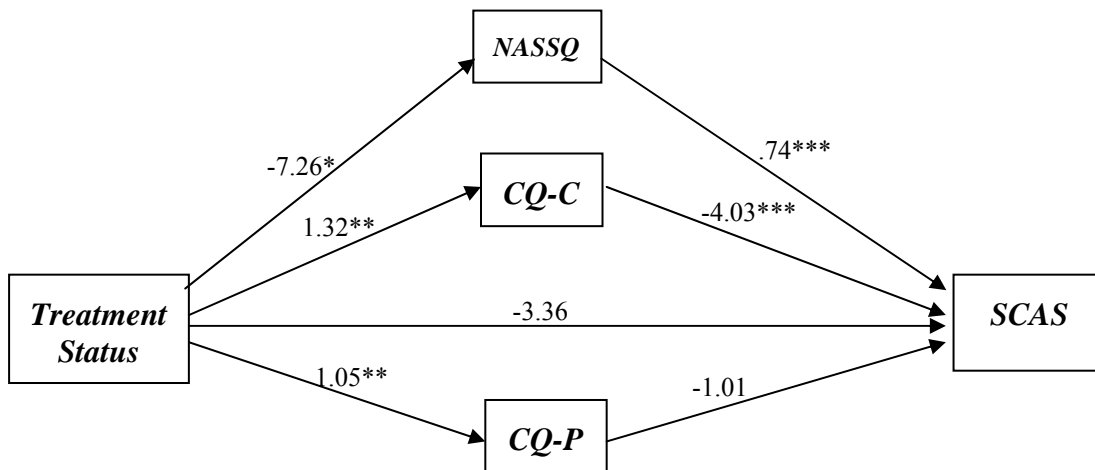 NASSQ
-7.26*
.74***
CQ-C
1.32**
-4.03***
Treatment
Status
-3.36
SCAS
1.05**
-1.01
CQ-P